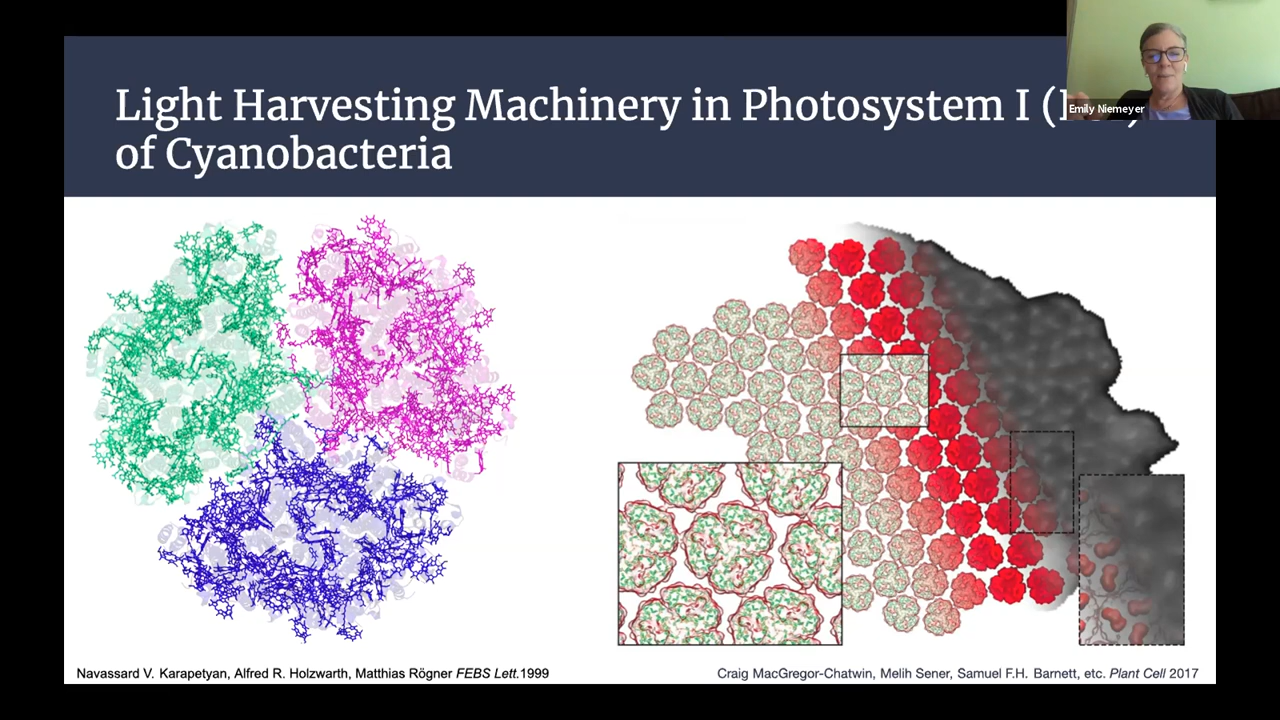 Light Harvesting Machinery in Photosystem I (
of Cyanobacteria
Emily Niemeyer
Navassard V. Karapetyan, Alfred R. Holzwarth, Matthias Rögner FEBS Lett.1999
Craig MacGregor-Chatwin, Melih Sener, Samuel F.H. Barnett, etc. Plant Cell 2017